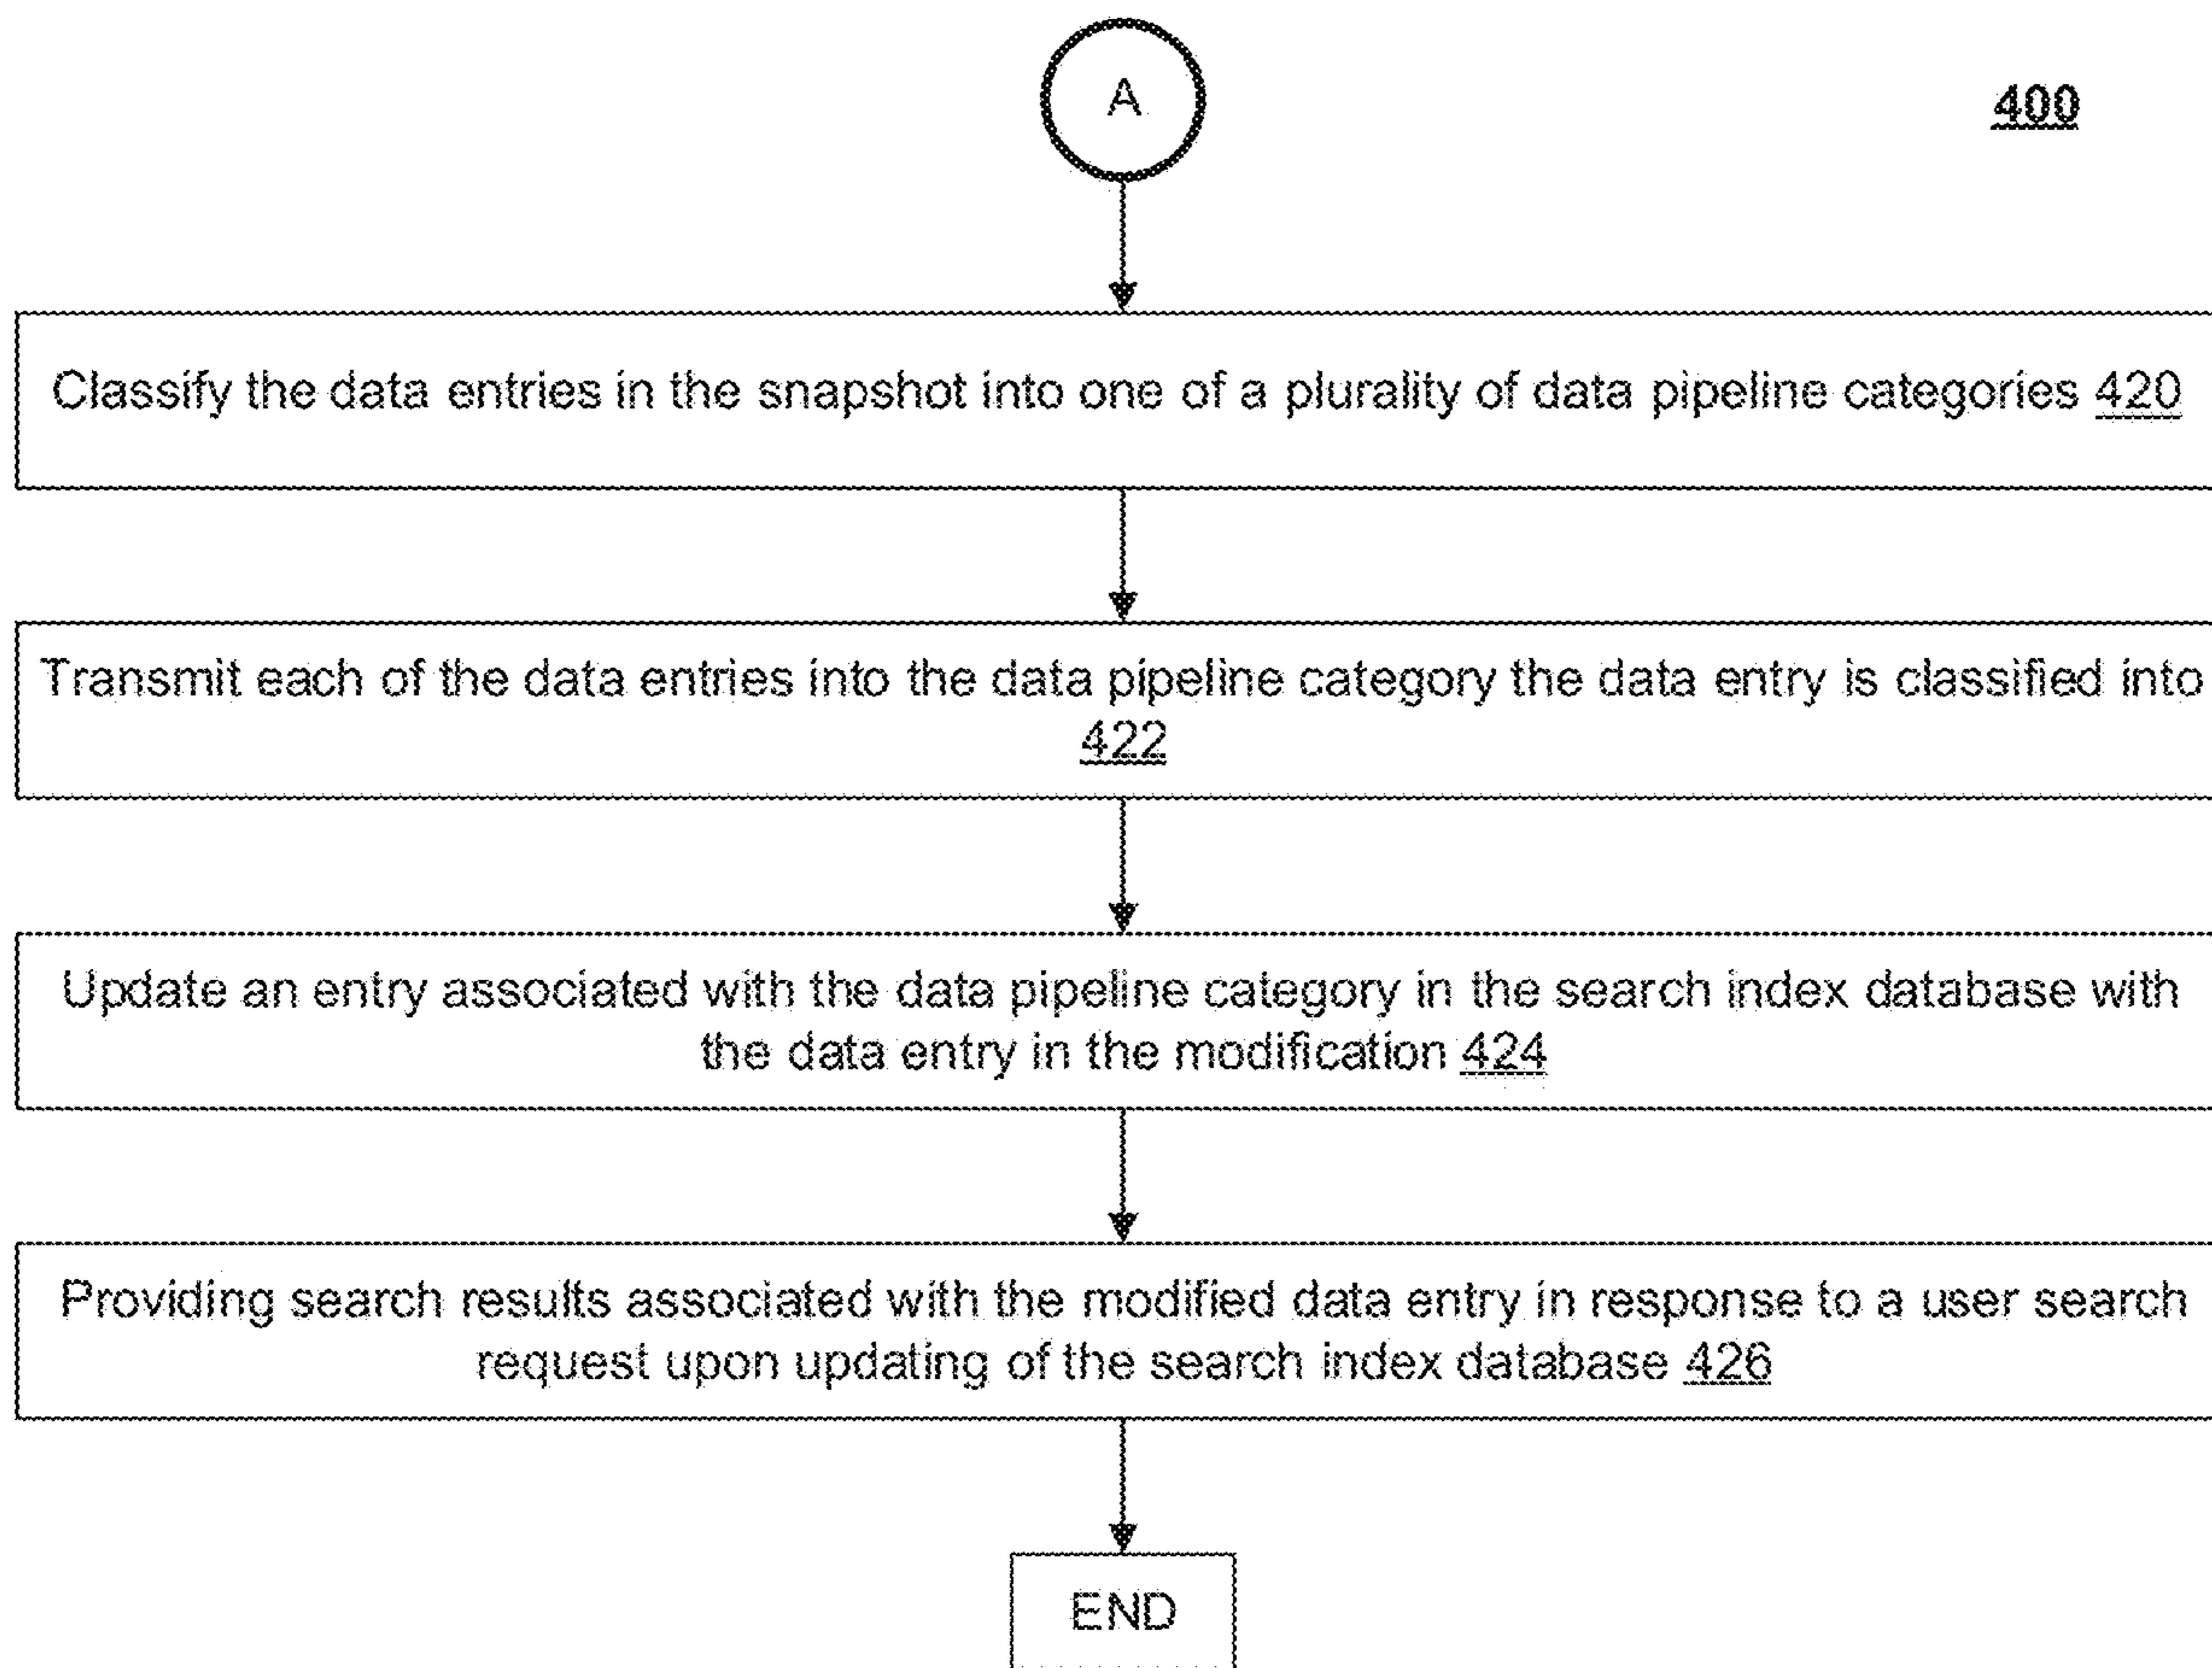 A
400
Classify the data entries in the snapshot into one of a plurality of data pipeline categories 420
Transmit each of the data entries into the data pipeline category the data entry is classified into
422
Update an entry associated with the data pipeline category in the search index database with
the data entry in the modification 424
Providing search results associated with the modified data entry in response to a user search
request upon updating of the search index database 426
END